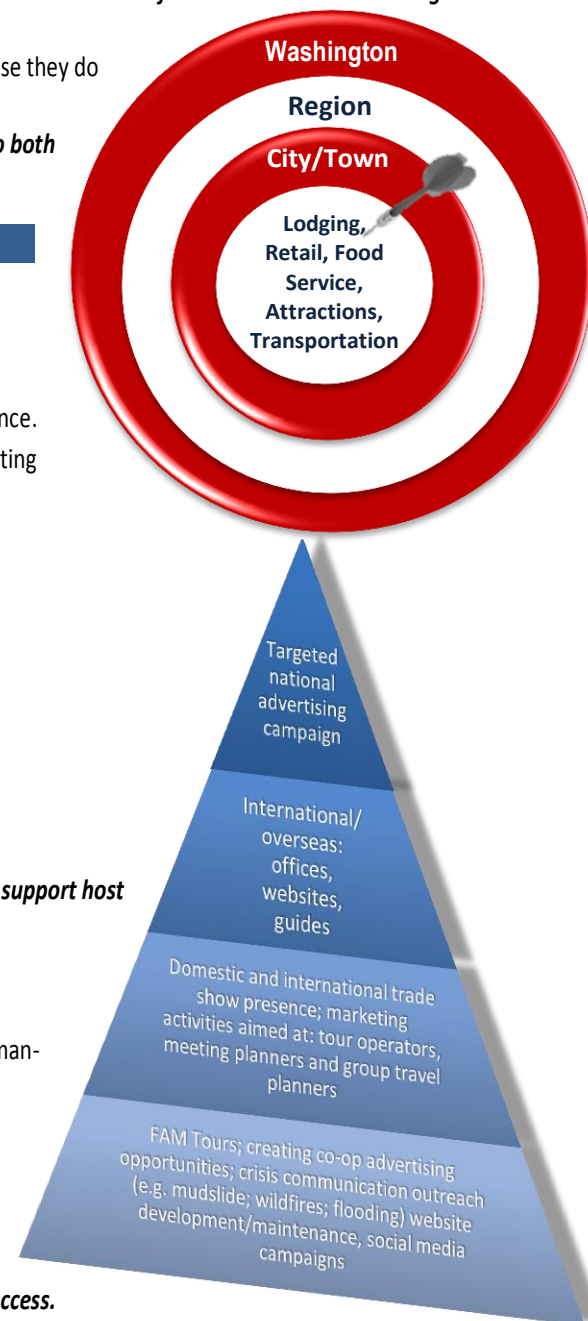 se they do
both
Washington
Region
City/Town
Lodging,
Retail, Food
Service,
Attractions,
Transportation
nce.
ting
Targeted
national
advertising
campaign
International/
overseas:
offices,
websites,
guides
support host
Domestic and international trade
show presence; marketing
activities aimed at: tour operators,
meeting planners and group travel
planners
man-
FAM Tours; creating co-op advertising
opportunities; crisis communication outreach
(e.g. mudslide; wildfires; flooding) website
development/maintenance, social media
campaigns
ccess.